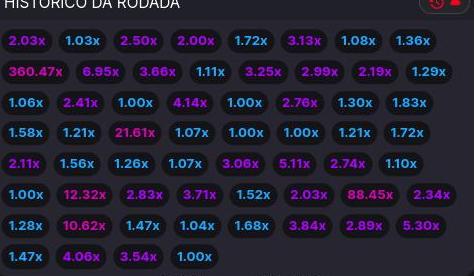 HISTÓRICO DA RODADA
2.03x 1.03x 2.50x 2.00x 1.72x 3.13x 1.08x 1.36x
360.47x 6.95x 3.66x 1.11x 3.25x 2.99x 2.19x 1.29x
1.06x 2.41x 1.00x 4.14x 1.00x 2.76x 1.30x 1.83x
1.58x 1.21x 21.61x 1.07x 1.00x 1.00x 1.21x 1.72x
2.11x 1.56x 1.26x 1.07x 3.06x 5.11x 2.74x 1.10x
1.00x 12.32x 2.83x 3.71x 1.52x 2.03x 88.45x 2.34x
1.28x 10.62x 1.47x 1.04x 1.68x 3.84x 2.89x 5.30x
1.47x 4.06x 3.54x 1.00x